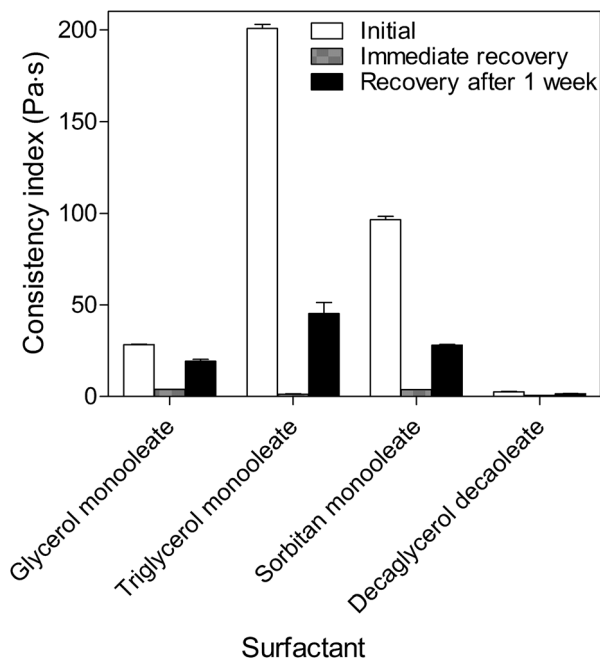 Consistency index (Pa·s)
200
150
100
50
0
Initial
Immediate recovery
Recovery after 1 week
Glycerol monooleate
Triglycerol monooleate
Sorbitan monooleate
Decaglycerol decaoleate
Surfactant